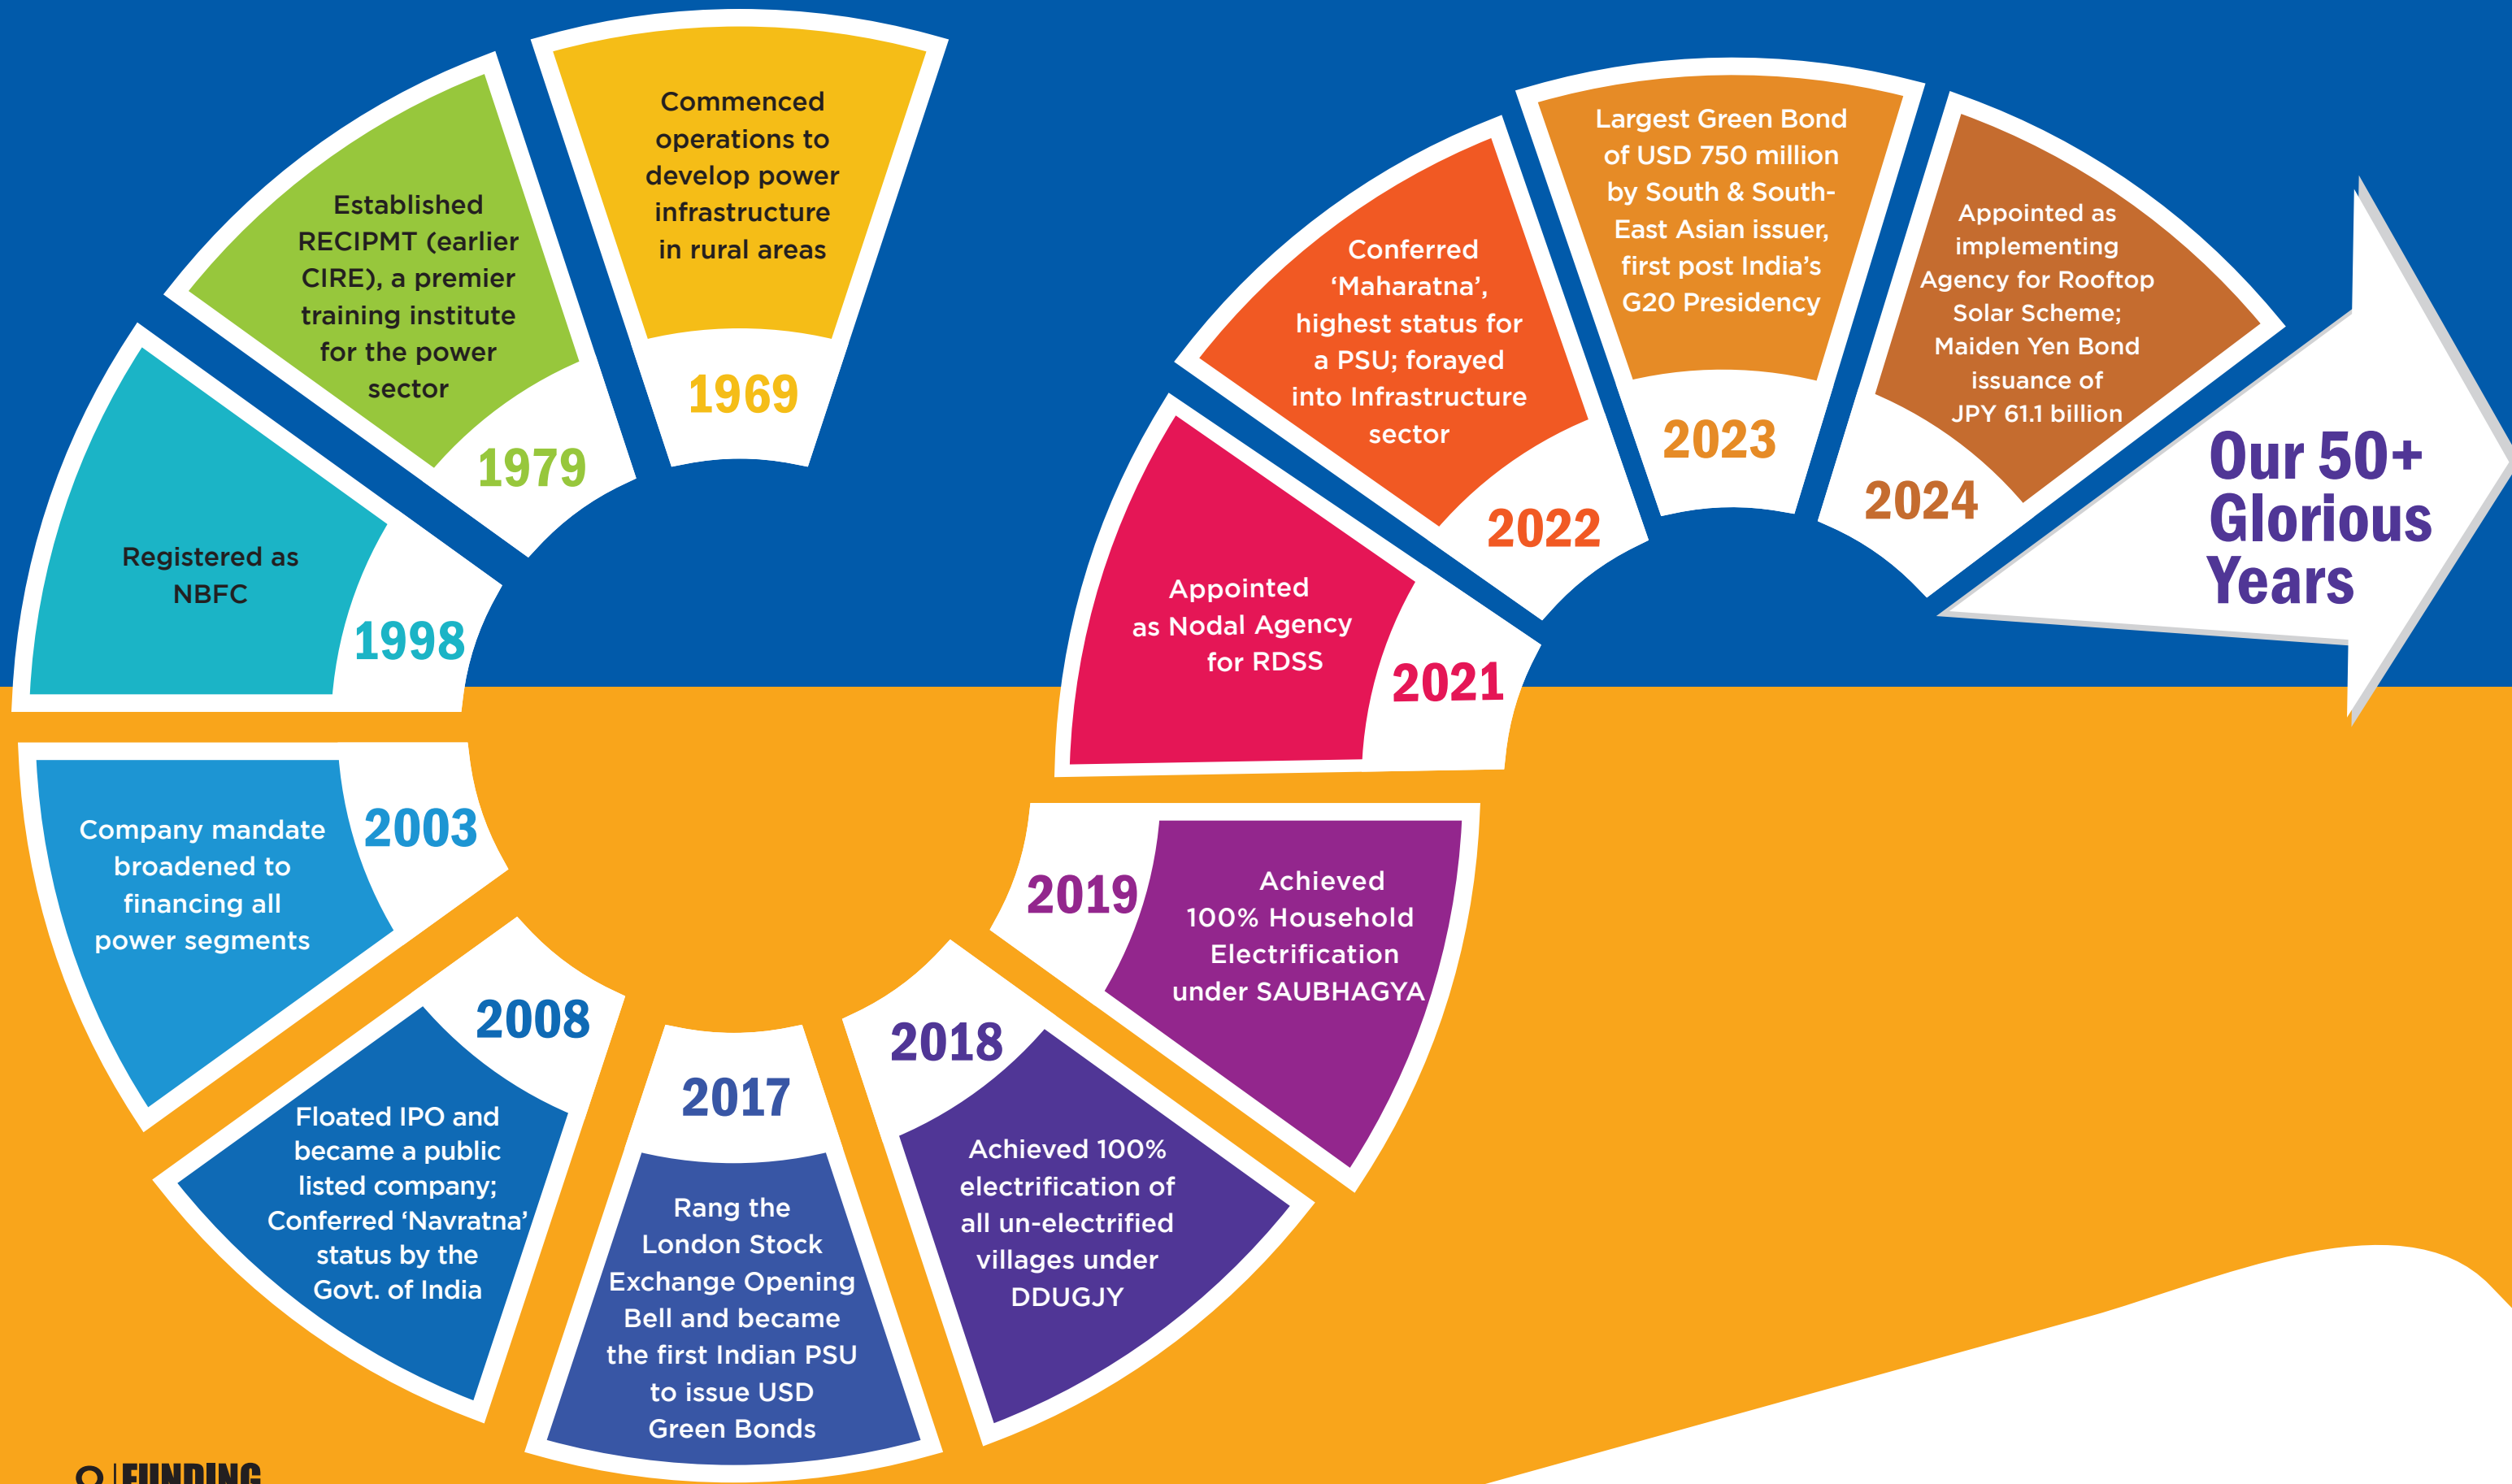 Commenced
operations to
develop power
infrastructure
in rural areas
1969
Established
RECIPMT (earlier
CIRE), a premier
training institute
for the power
sector
1979
Registered as
NBFC
1998
Company mandate
broadened to
financing all
power segments
2003
2008
Floated IPO and
became a public
listed company;
Conferred ‘Navratna’
status by the
Govt. of India
2017
Rang the
London Stock
Exchange Opening
Bell and became
the first Indian PSU
to issue USD
Green Bonds
2018
Achieved 100%
electrification of
all un-electrified
villages under
DDUGJY
2019
Achieved
100% Household
Electrification
under SAUBHAGYA
Appointed
as Nodal Agency
for RDSS
2021
Conferred
‘Maharatna’,
highest status for
a PSU; forayed
into Infrastructure
sector
2022
Largest Green Bond
of USD 750 million
by South & South-
East Asian issuer,
first post India’s
G20 Presidency
2023
Appointed as
implementing
Agency for Rooftop
Solar Scheme;
Maiden Yen Bond
issuance of
JPY 61.1 billion
2024
Our 50+
Glorious
Years
FUNDING